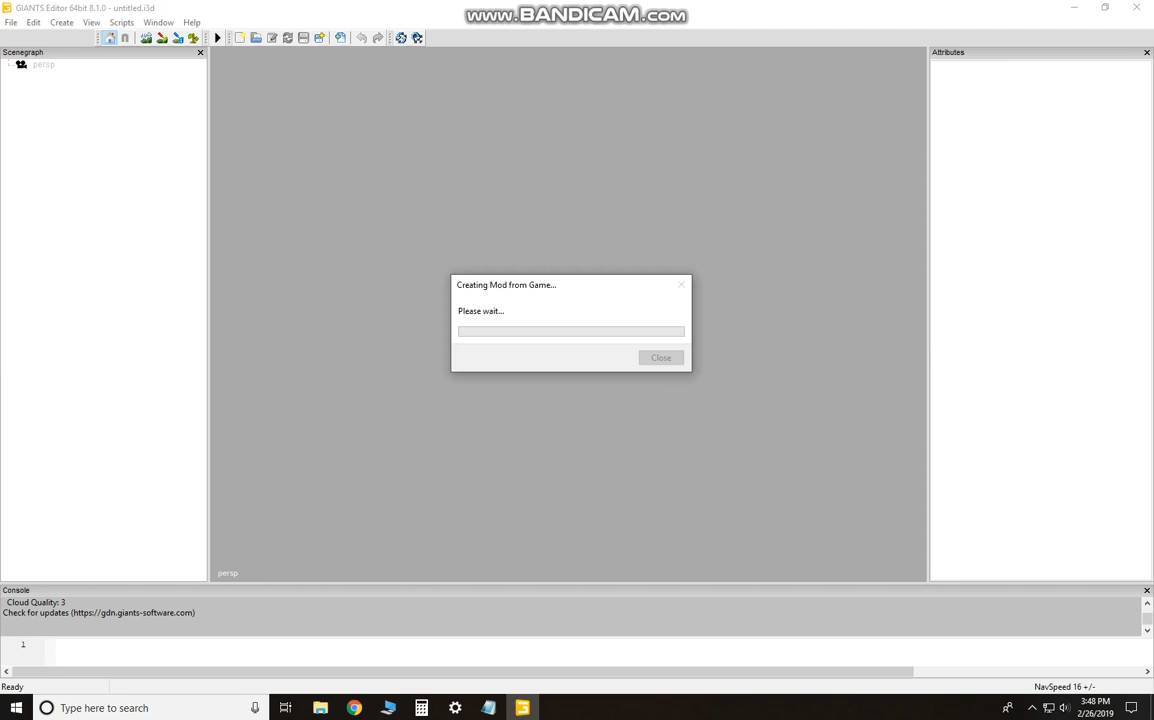 GIANTS Editor 64bit 8.1.0 - untitled.i3d
www.BANDICAM.com
File Edit Create View Scripts Window Help
Scenegraph
Attributes
persp
Creating Mod from Game...
Please wait...
Close
persp
Console
Cloud Quality: 3
Check for updates (https://gdn.giants-software.com)
1
Ready
NavSpeed 16 +/-
Type here to search
3:48 PM
2/26/2019